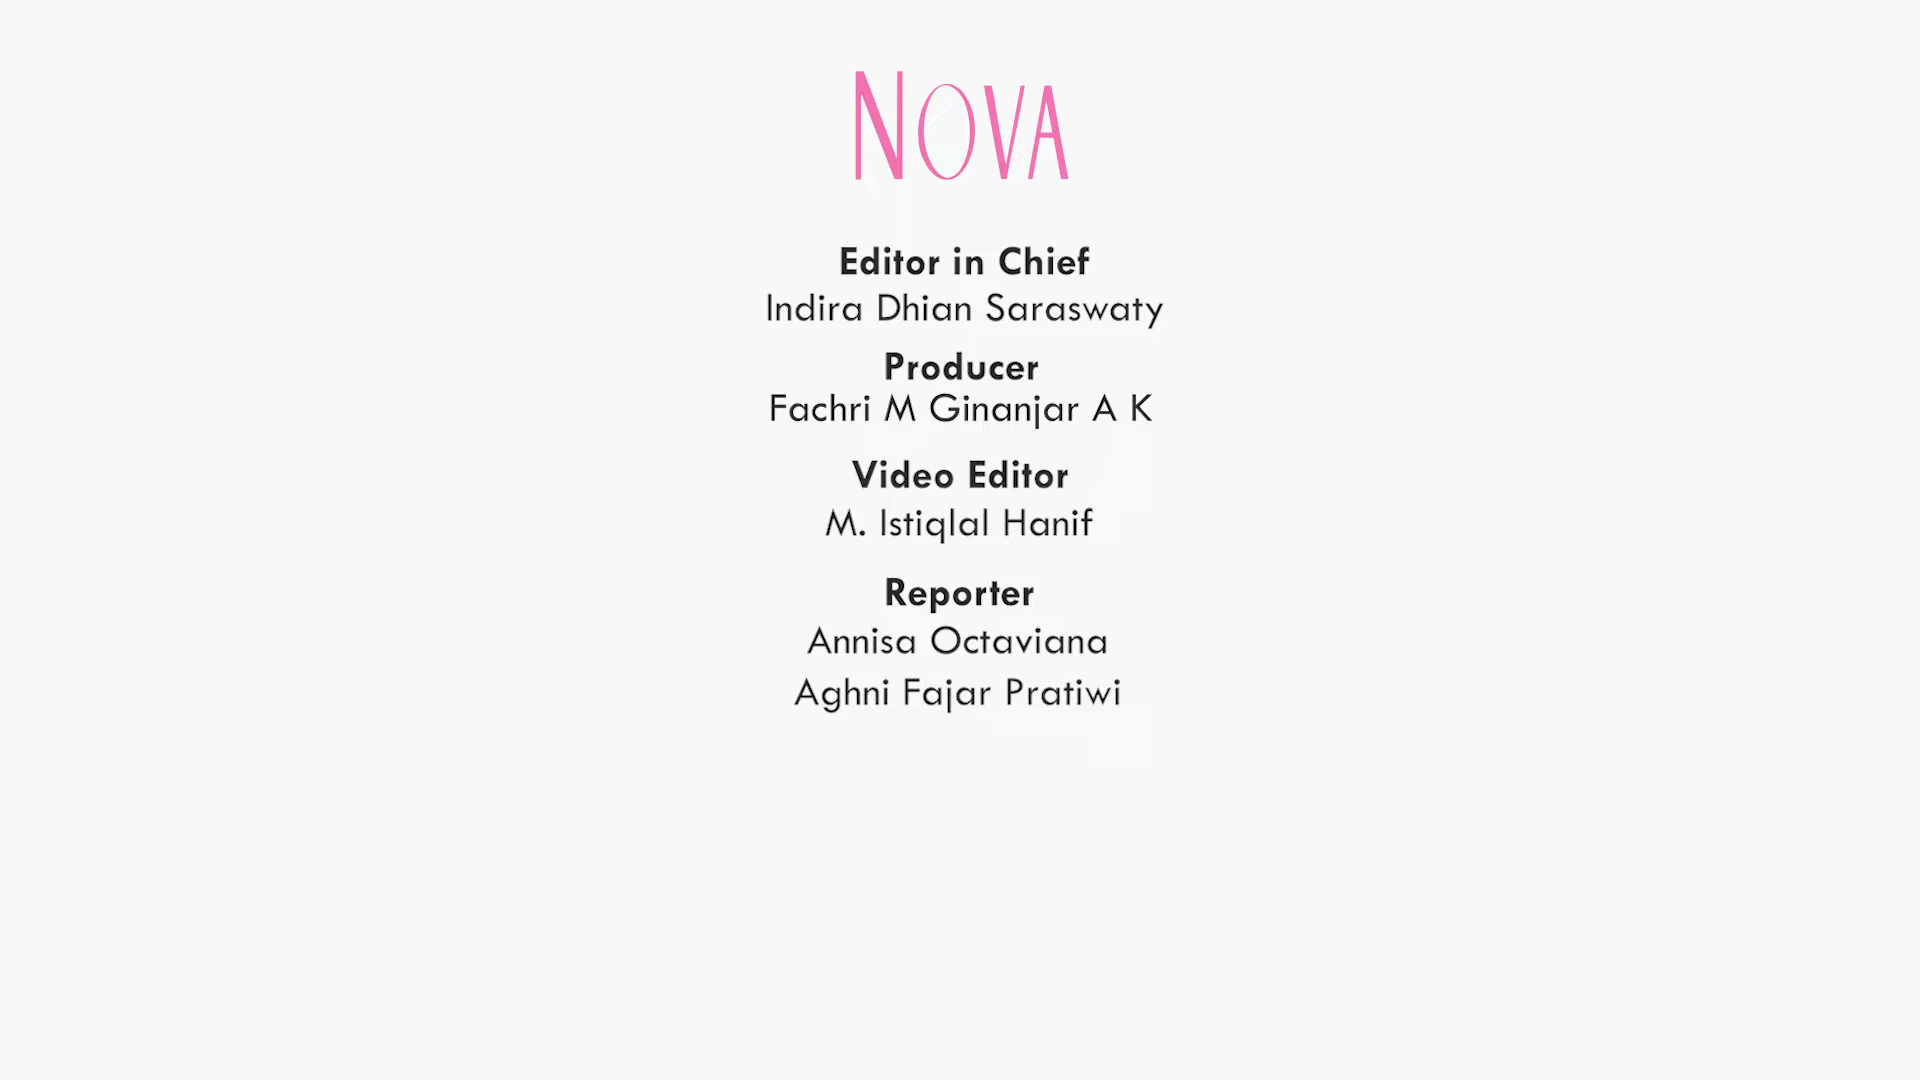 NOVA
Editor in Chief
Indira Dhian Saraswaty
Producer
Fachri M Ginanjar A K
Video Editor
M. Istiqlal Hanif
Reporter
Annisa Octaviana
Aghni Fajar Pratiwi